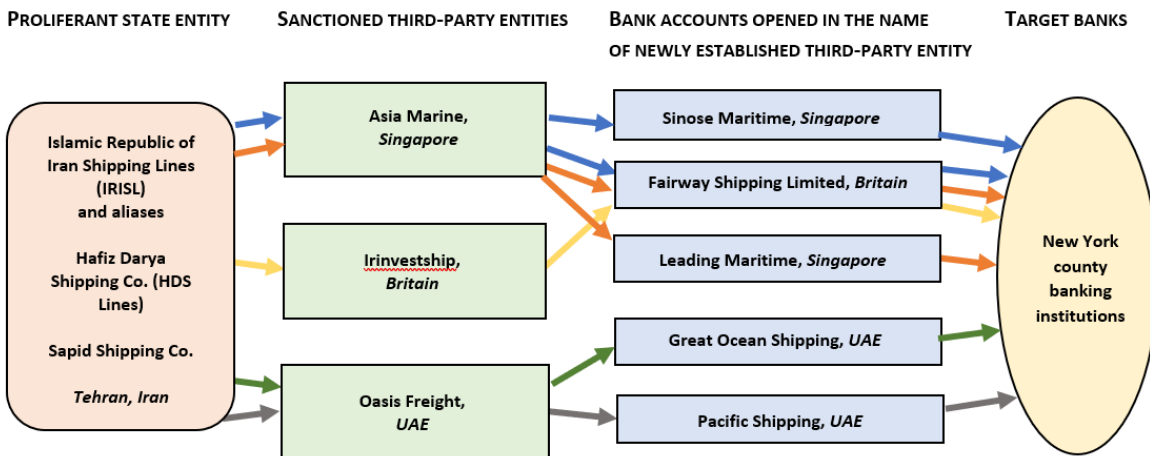 PROLIFERANT STATE ENTITY
SANCTIONED THIRD-PARTY ENTITIES
BANK ACCOUNTS OPENED IN THE NAME
OF NEWLY ESTABLISHED THIRD-PARTY ENTITY
TARGET BANKS
Islamic Republic of
Iran Shipping Lines
(IRISL)
and aliases
Hafiz Darya
Shipping Co. (HDS
Lines)
Sapid Shipping Co.
Tehran, Iran
Asia Marine,
Singapore
Irinvestship,
Britain
Oasis Freight,
UAE
Sinose Maritime, Singapore
Fairway Shipping Limited, Britain
Leading Maritime, Singapore
Great Ocean Shipping, UAE
Pacific Shipping, UAE
New York
county
banking
institutions